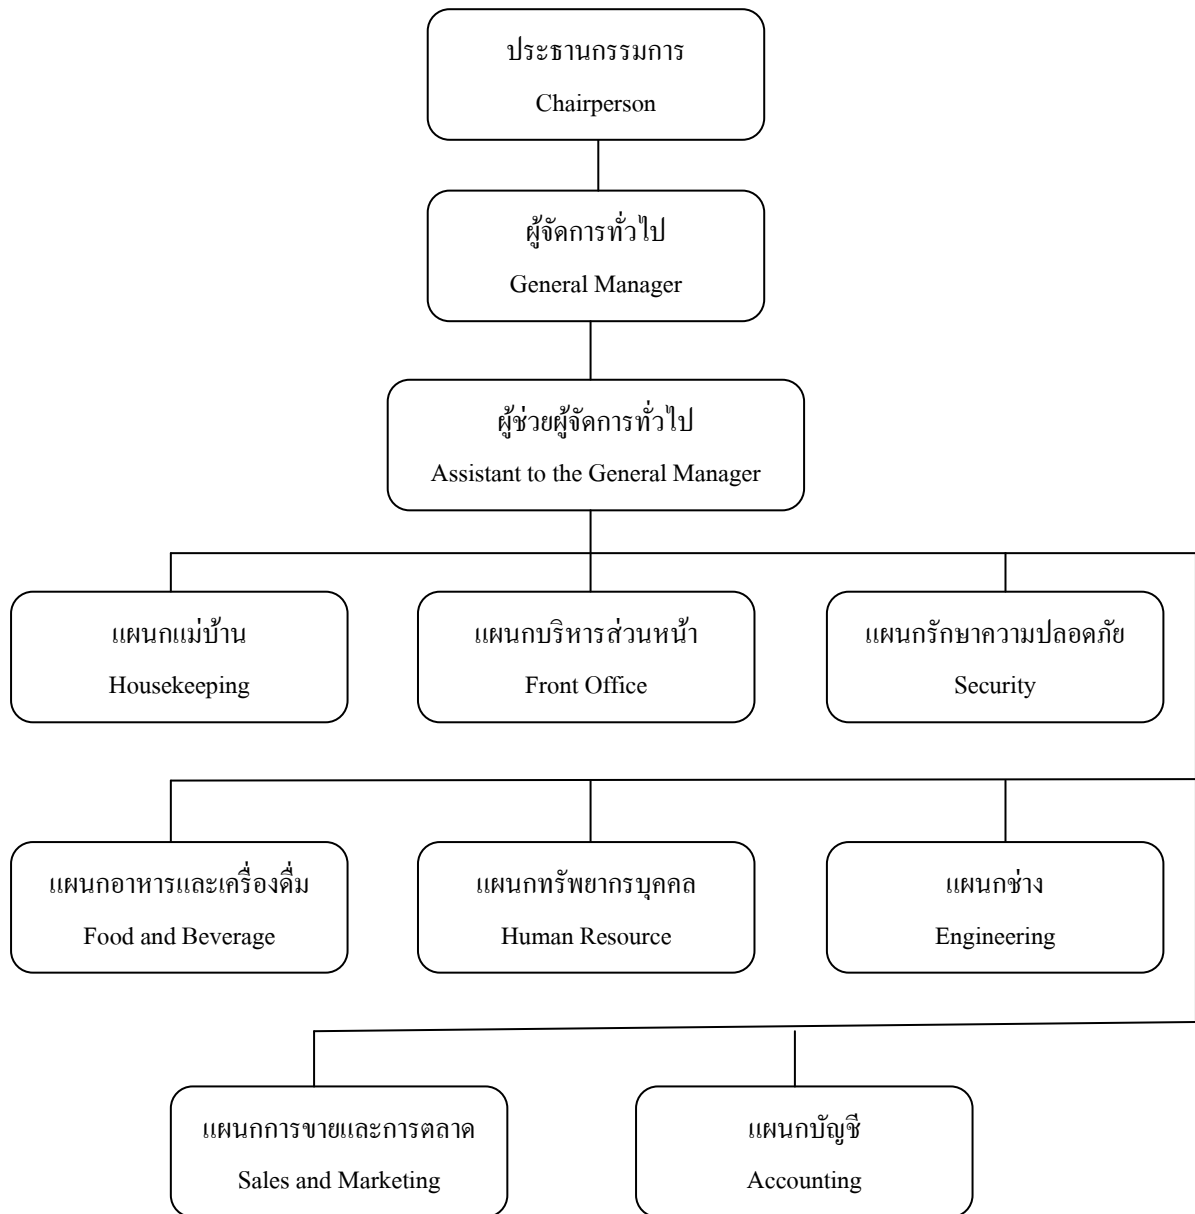 ประธานกรรมการ
Chairperson
ผู้จัดการทั่วไป
General Manager
ผู้ช่วยผู้จัดการทั่วไป
Assistant to the General Manager
แผนกแม่บ้าน
Housekeeping
แผนกบริหารส่วนหน้า
Front Office
แผนกรักษาความปลอดภัย
Security
แผนกอาหารและเครื่องดื่ม
Food and Beverage
แผนกทรัพยากรบุคคล
Human Resource
แผนกช่าง
Engineering
แผนกการขายและการตลาด
Sales and Marketing
แผนกบัญชี
Accounting